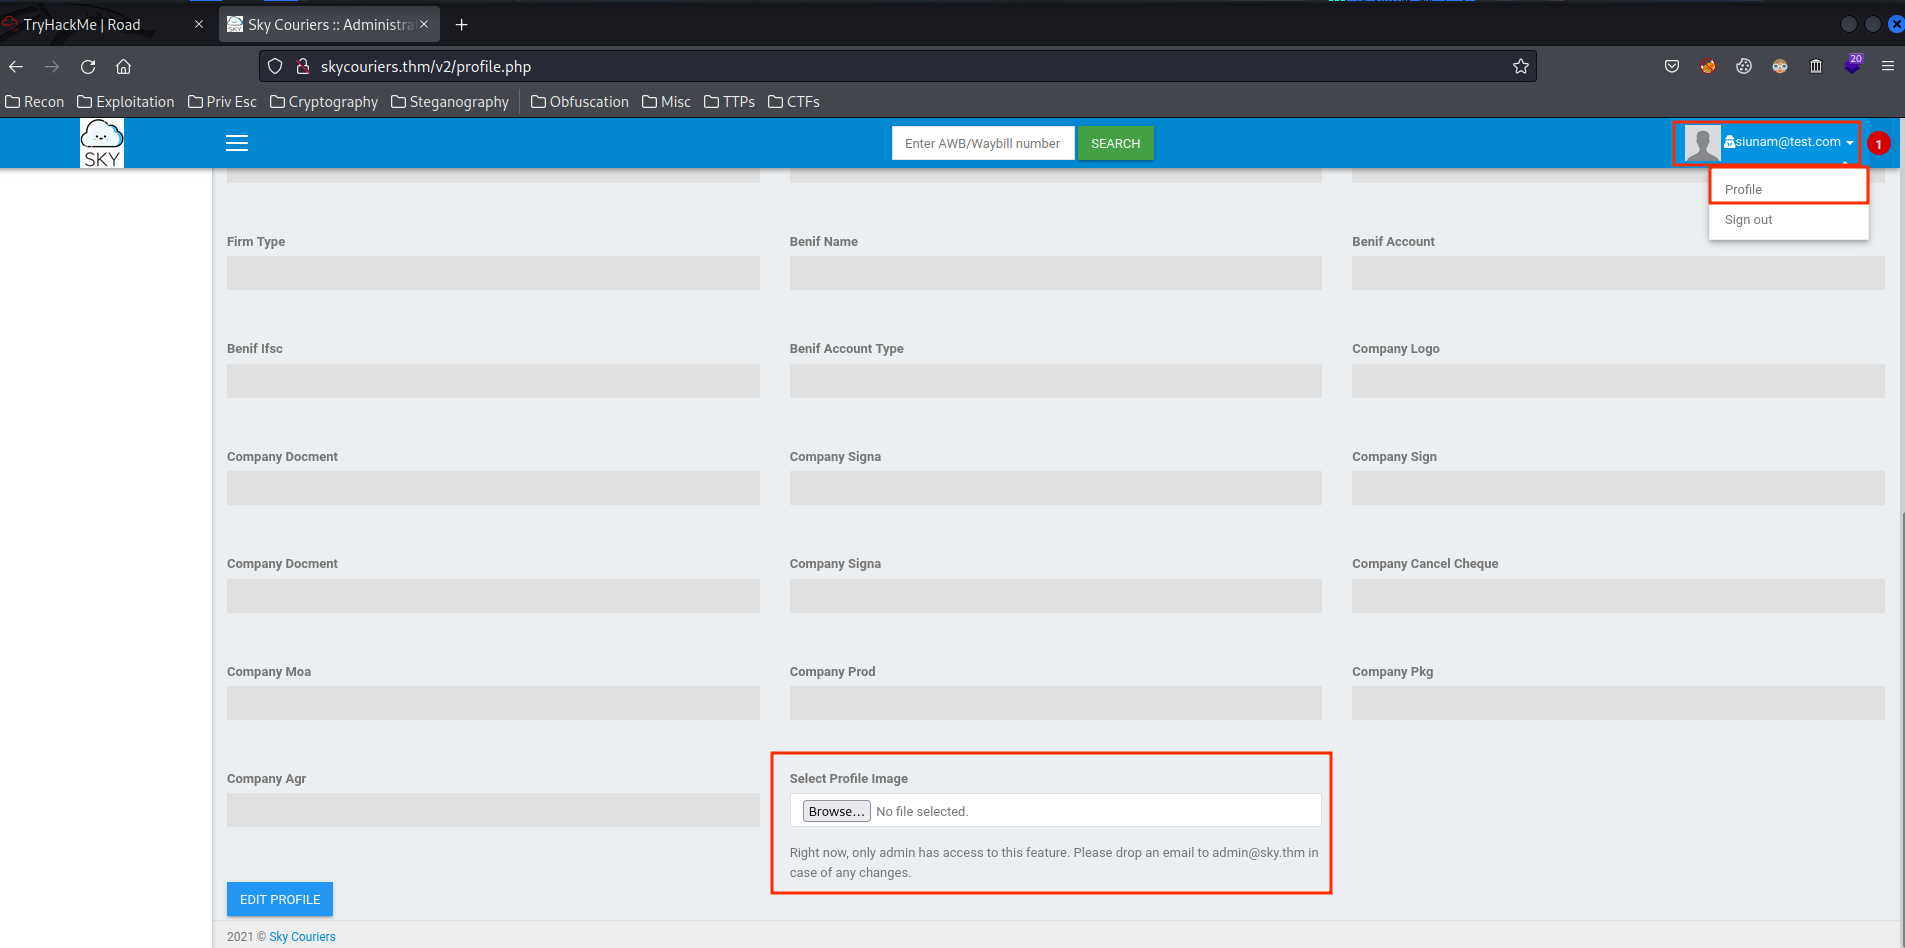 TryHackMe | Road
Sky Couriers :: Administra
skycouriers.thm/v2/profile.php
20
Recon Exploitation Priv Esc Cryptography Steganography Obfuscation Misc TTPs CTFs
SKY
Enter AWB/Waybill number SEARCH
siunam@test.com
1
Profile
Sign out
Firm Type Benif Name Benif Account
Benif Ifsc Benif Account Type Company Logo
Company Docment Company Signa Company Sign
Company Docment Company Signa Company Cancel Cheque
Company Moa Company Prod Company Pkg
Company Agr Select Profile Image
Browse... No file selected.
Right now, only admin has access to this feature. Please drop an email to admin@sky.thm in
case of any changes.
EDIT PROFILE
2021 © Sky Couriers